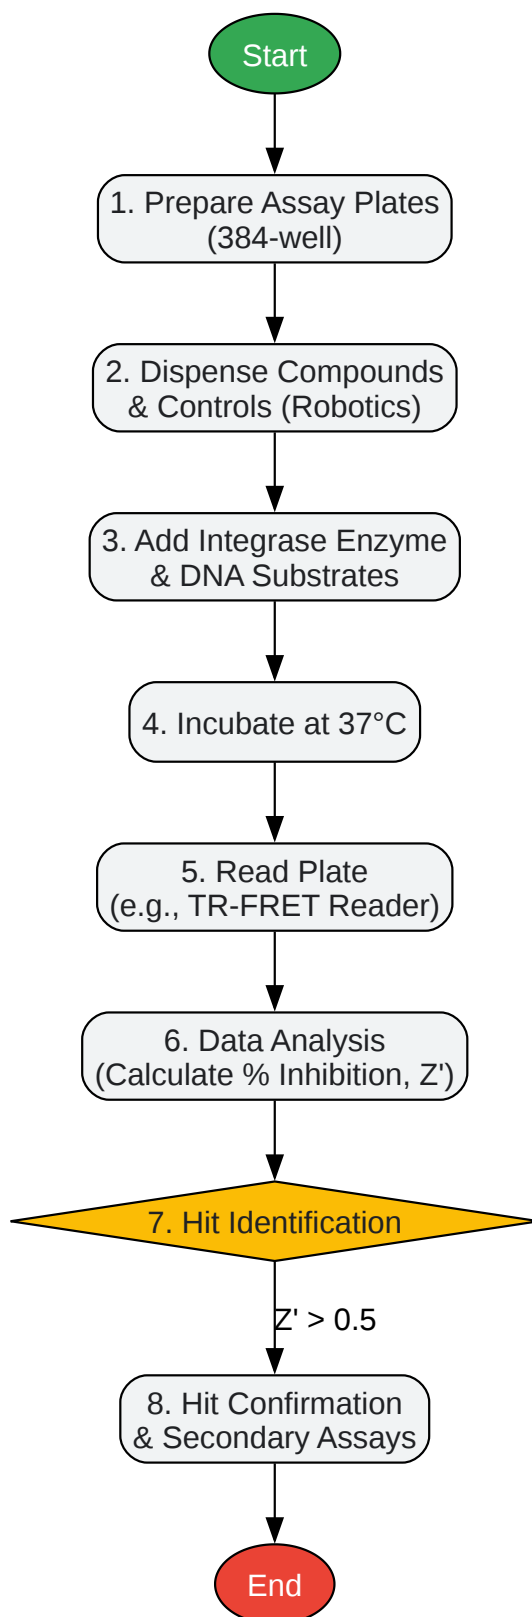 Start
1. Prepare Assay Plates
(384-well)
2. Dispense Compounds
& Controls (Robotics)
3. Add Integrase Enzyme
& DNA Substrates
4. Incubate at 37°C
5. Read Plate
(e.g., TR-FRET Reader)
6. Data Analysis
(Calculate % Inhibition, Z')
7. Hit Identification
Z' > 0.5
8. Hit Confirmation
& Secondary Assays
End